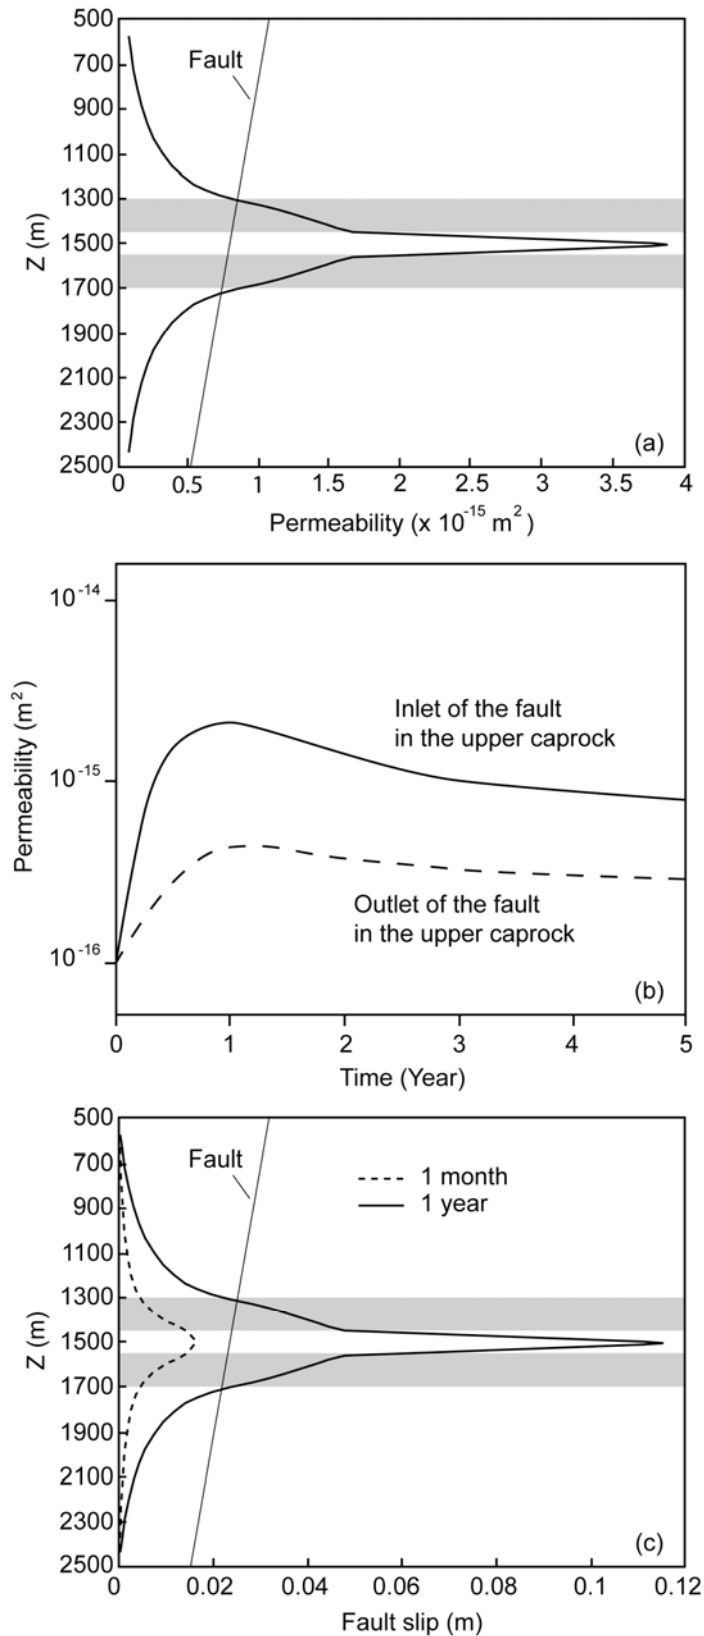 500
700
900
1100
1300
1500
1700
1900
2100
2300
2500
Z (m)
Fault
(a)
0 0.5 1 1.5 2 2.5 3 3.5 4
Permeability (x 10⁻¹⁵ m²)
10⁻¹⁴
10⁻¹⁵
10⁻¹⁶
Permeability (m²)
Inlet of the fault
in the upper caprock
Outlet of the fault
in the upper caprock
(b)
0 1 2 3 4 5
Time (Year)
500
700
900
1100
1300
1500
1700
1900
2100
2300
2500
Z (m)
Fault
1 month
1 year
(c)
0 0.02 0.04 0.06 0.08 0.1 0.12
Fault slip (m)